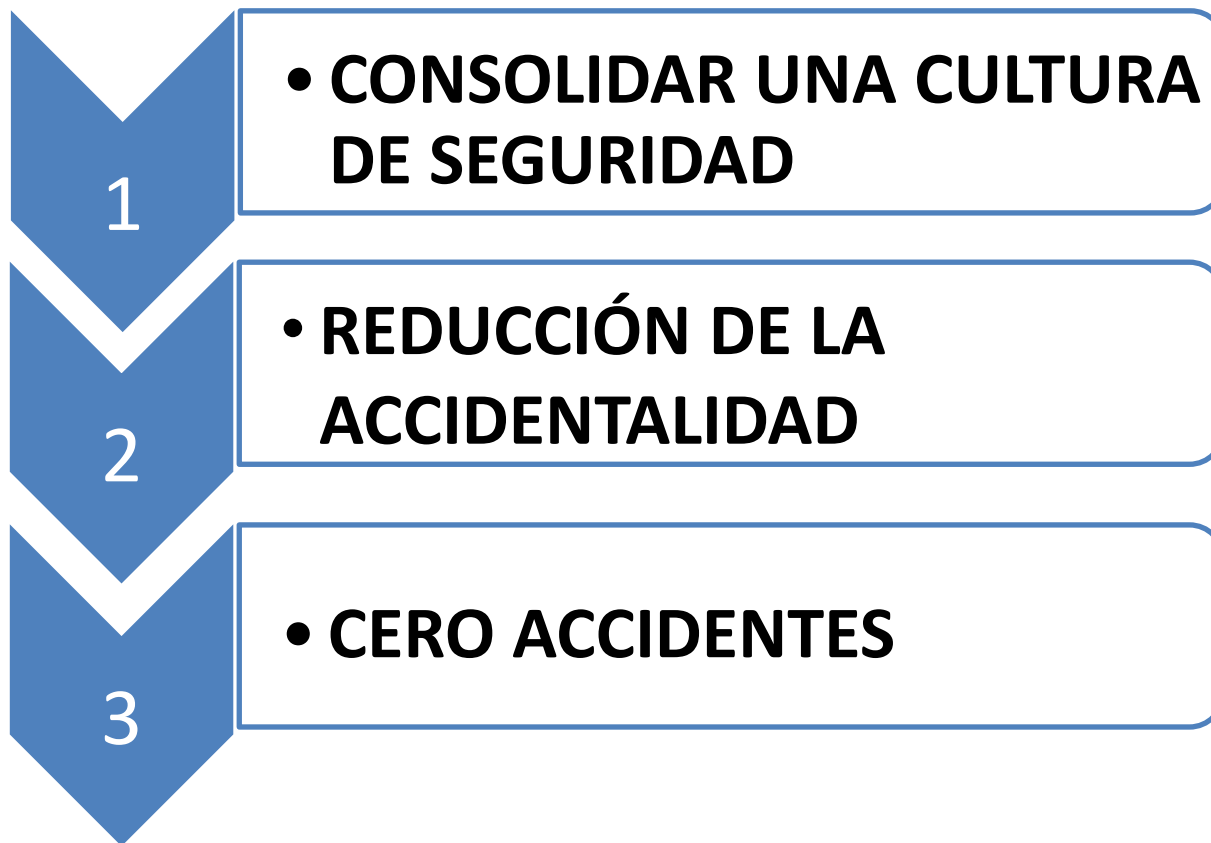 1
• CONSOLIDAR UNA CULTURA
DE SEGURIDAD
2
• REDUCCIÓN DE LA
ACCIDENTALIDAD
3
• CERO ACCIDENTES